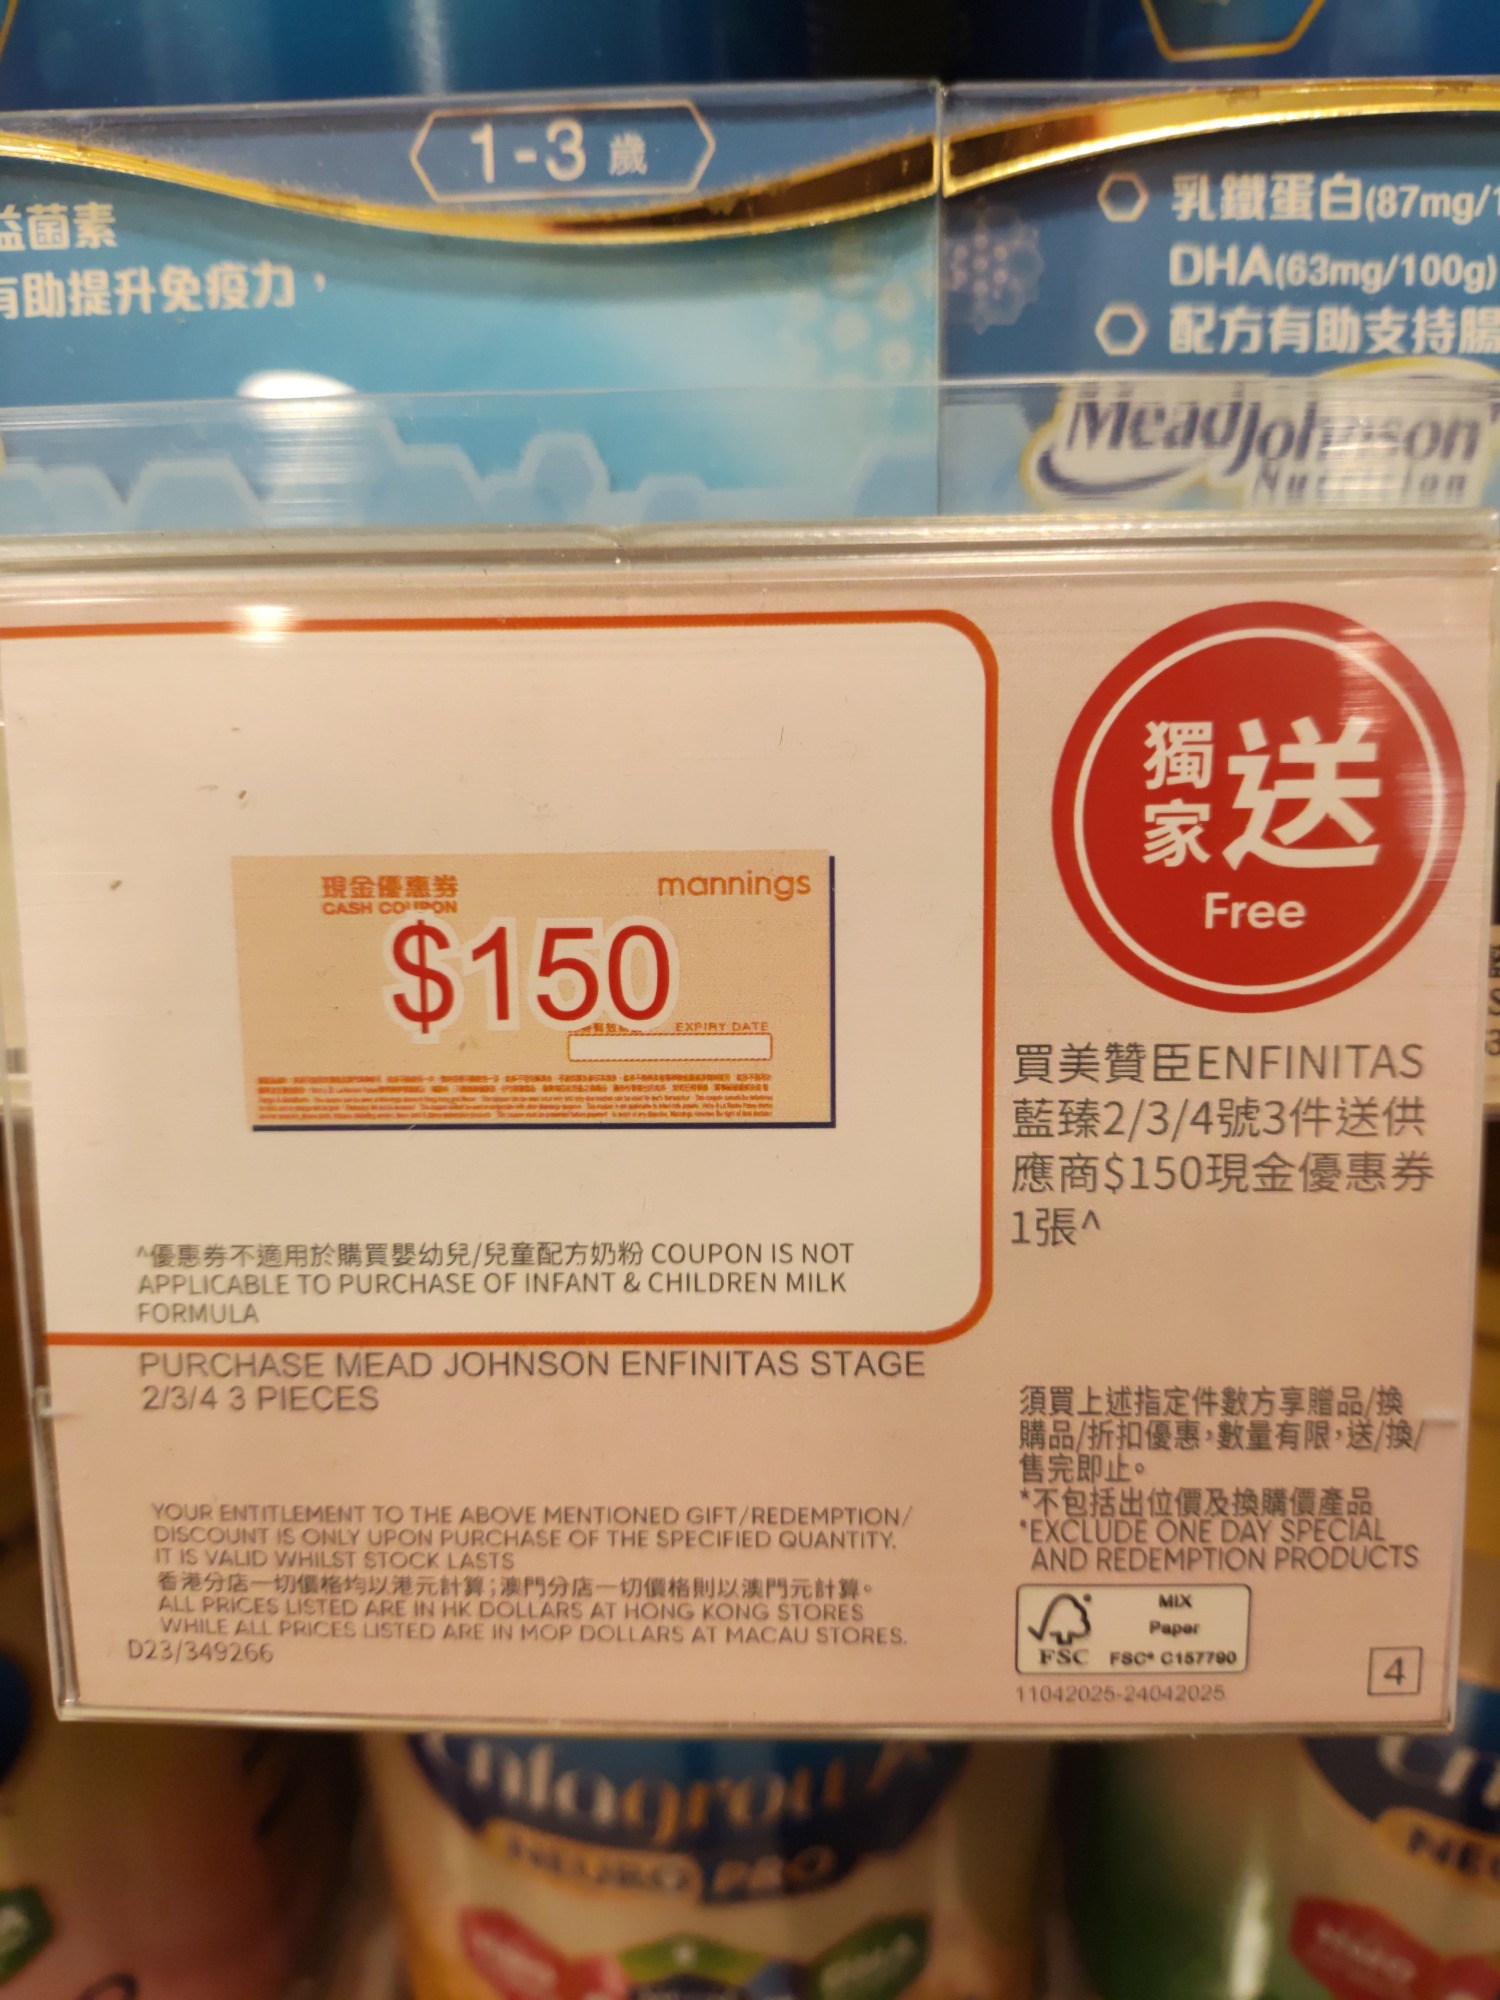 1-3 歲
益菌素
有助提升免疫力，
乳鐵蛋白(87mg/1
DHA(63mg/100g)
配方有助支持腸
MeadJohnson
Nutrition
獨家送
Free
現金優惠券
CASH COUPON
mannings
$150
EXPIRY DATE
買美贊臣ENFINITAS
藍臻2/3/4號3件送供
應商$150現金優惠券
1張^
^優惠券不適用於購買嬰幼兒/兒童配方奶粉 COUPON IS NOT
APPLICABLE TO PURCHASE OF INFANT & CHILDREN MILK
FORMULA
PURCHASE MEAD JOHNSON ENFINITAS STAGE
2/3/4 3 PIECES
須買上述指定件數方享贈品/換
購品/折扣優惠，數量有限，送/換/
售完即止。
*不包括出位價及換購價產品
*EXCLUDE ONE DAY SPECIAL
AND REDEMPTION PRODUCTS
YOUR ENTITLEMENT TO THE ABOVE MENTIONED GIFT/REDEMPTION/
DISCOUNT IS ONLY UPON PURCHASE OF THE SPECIFIED QUANTITY.
IT IS VALID WHILST STOCK LASTS
香港分店一切價格均以港元計算；澳門分店一切價格則以澳門元計算。
ALL PRICES LISTED ARE IN HK DOLLARS AT HONG KONG STORES
WHILE ALL PRICES LISTED ARE IN MOP DOLLARS AT MACAU STORES.
D23/349266
MIX
Paper
FSC
FSC® C157790
11042025-24042025
4
Enfagrow A+
NEURO PRO